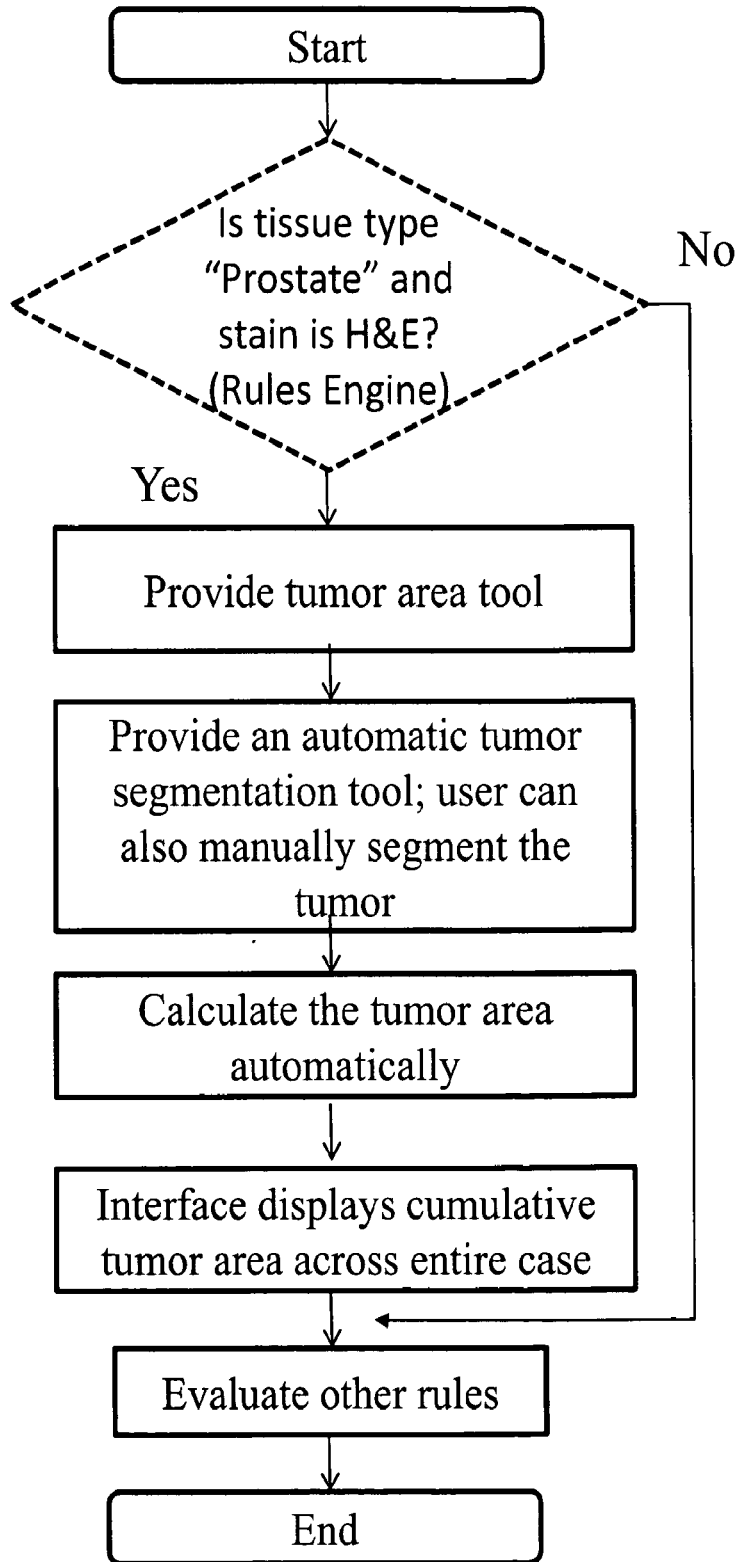 Start
Is tissue type
“Prostate” and
stain is H&E?
(Rules Engine)
No
Yes
Provide tumor area tool
Provide an automatic tumor
segmentation tool; user can
also manually segment the
tumor
Calculate the tumor area
automatically
Interface displays cumulative
tumor area across entire case
Evaluate other rules
End